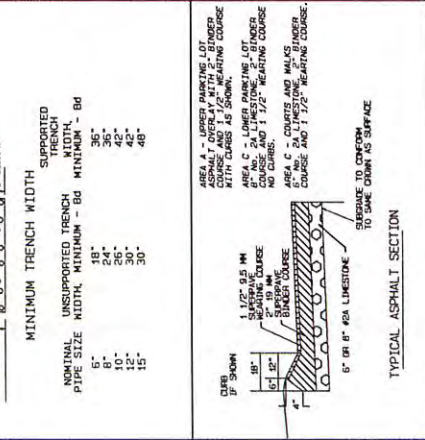 MINIMUM TRENCH WIDTH
NOMINAL PIPE SIZE UNSUPPORTED TRENCH WIDTH, MINIMUM - Bd SUPPORTED TRENCH WIDTH, MINIMUM - Bd
6" 18" 36"
8" 24" 36"
10" 26" 42"
12" 30" 42"
15" 30" 48"
AREA A - UPPER PARKING LOT
ASPHALT OVERLAY WITH 2" BINDER
COURSE AND 1 1/2" WEARING COURSE
WITH CURBS AS SHOWN.
AREA C - LOWER PARKING LOT
8" No. 2A LIMESTONE, 2" BINDER
COURSE AND 1 1/2" WEARING COURSE
NO CURBS.
AREA C - COURTS AND WALKS
6" No. 2A LIMESTONE, 2" BINDER
COURSE AND 1 1/2" WEARING COURSE.
CURB
IF SHOWN
18"
6" 12"
4"
1 1/2" 9.5 MM
SUPERPAVE
WEARING COURSE
2" 19 MM
SUPERPAVE
BINDER COURSE
SUBGRADE TO CONFORM
TO SAME CROWN AS SURFACE
6" OR 8" #2A LIMESTONE
TYPICAL ASPHALT SECTION